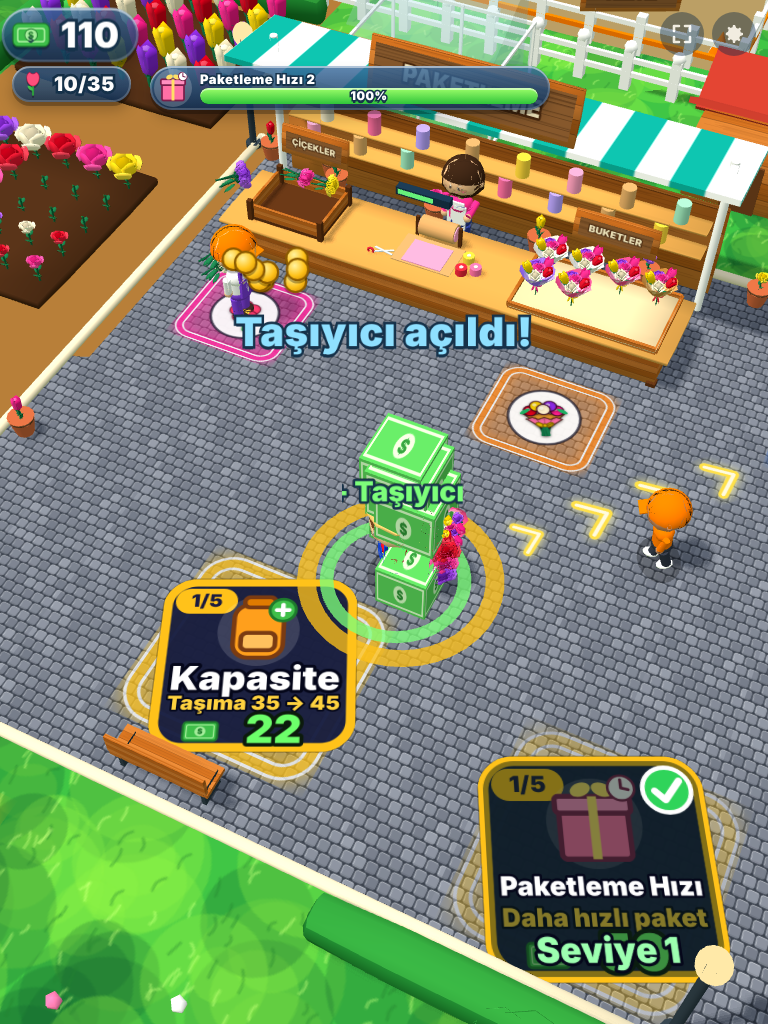 110
10/35
Paketleme Hızı 2
100%
PAKETLEME
ÇİÇEKLER
BUKETLER
Taşıyıcı açıldı!
Taşıyıcı
1/5
Kapasite
Taşıma 35 → 45
22
1/5
Paketleme Hızı
Daha hızlı paket
Seviye 1